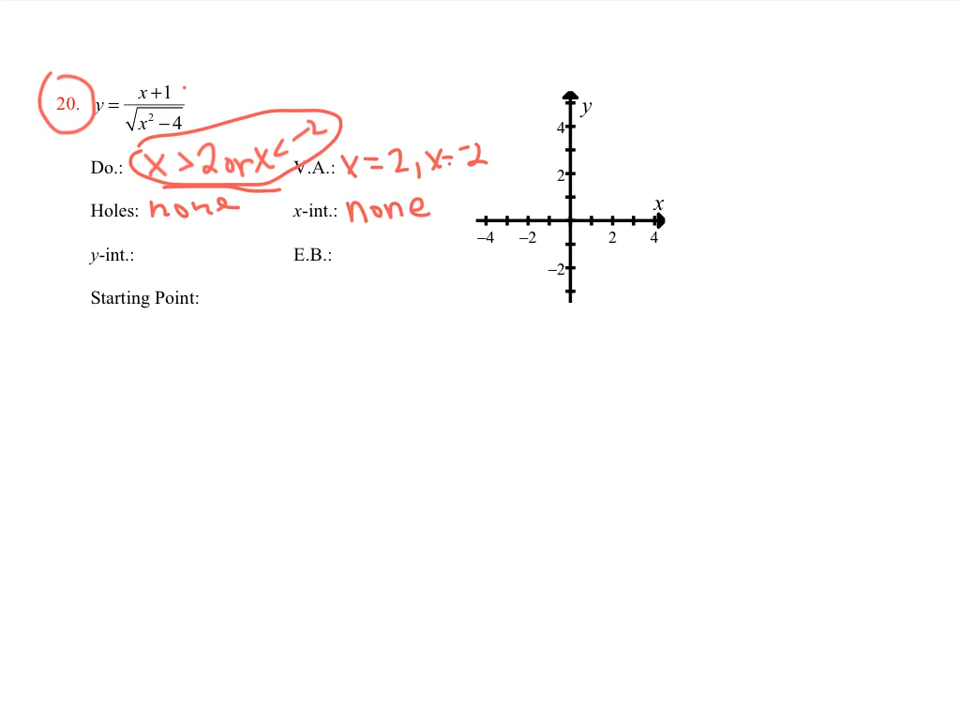 20. y = x+1 / √x² − 4
Do.: x > 2 or x < -2 V.A.: x = 2, x = -2
Holes: none x-int.: none
y-int.: E.B.:
Starting Point:
y
4
2
x
−4 −2 2 4
−2